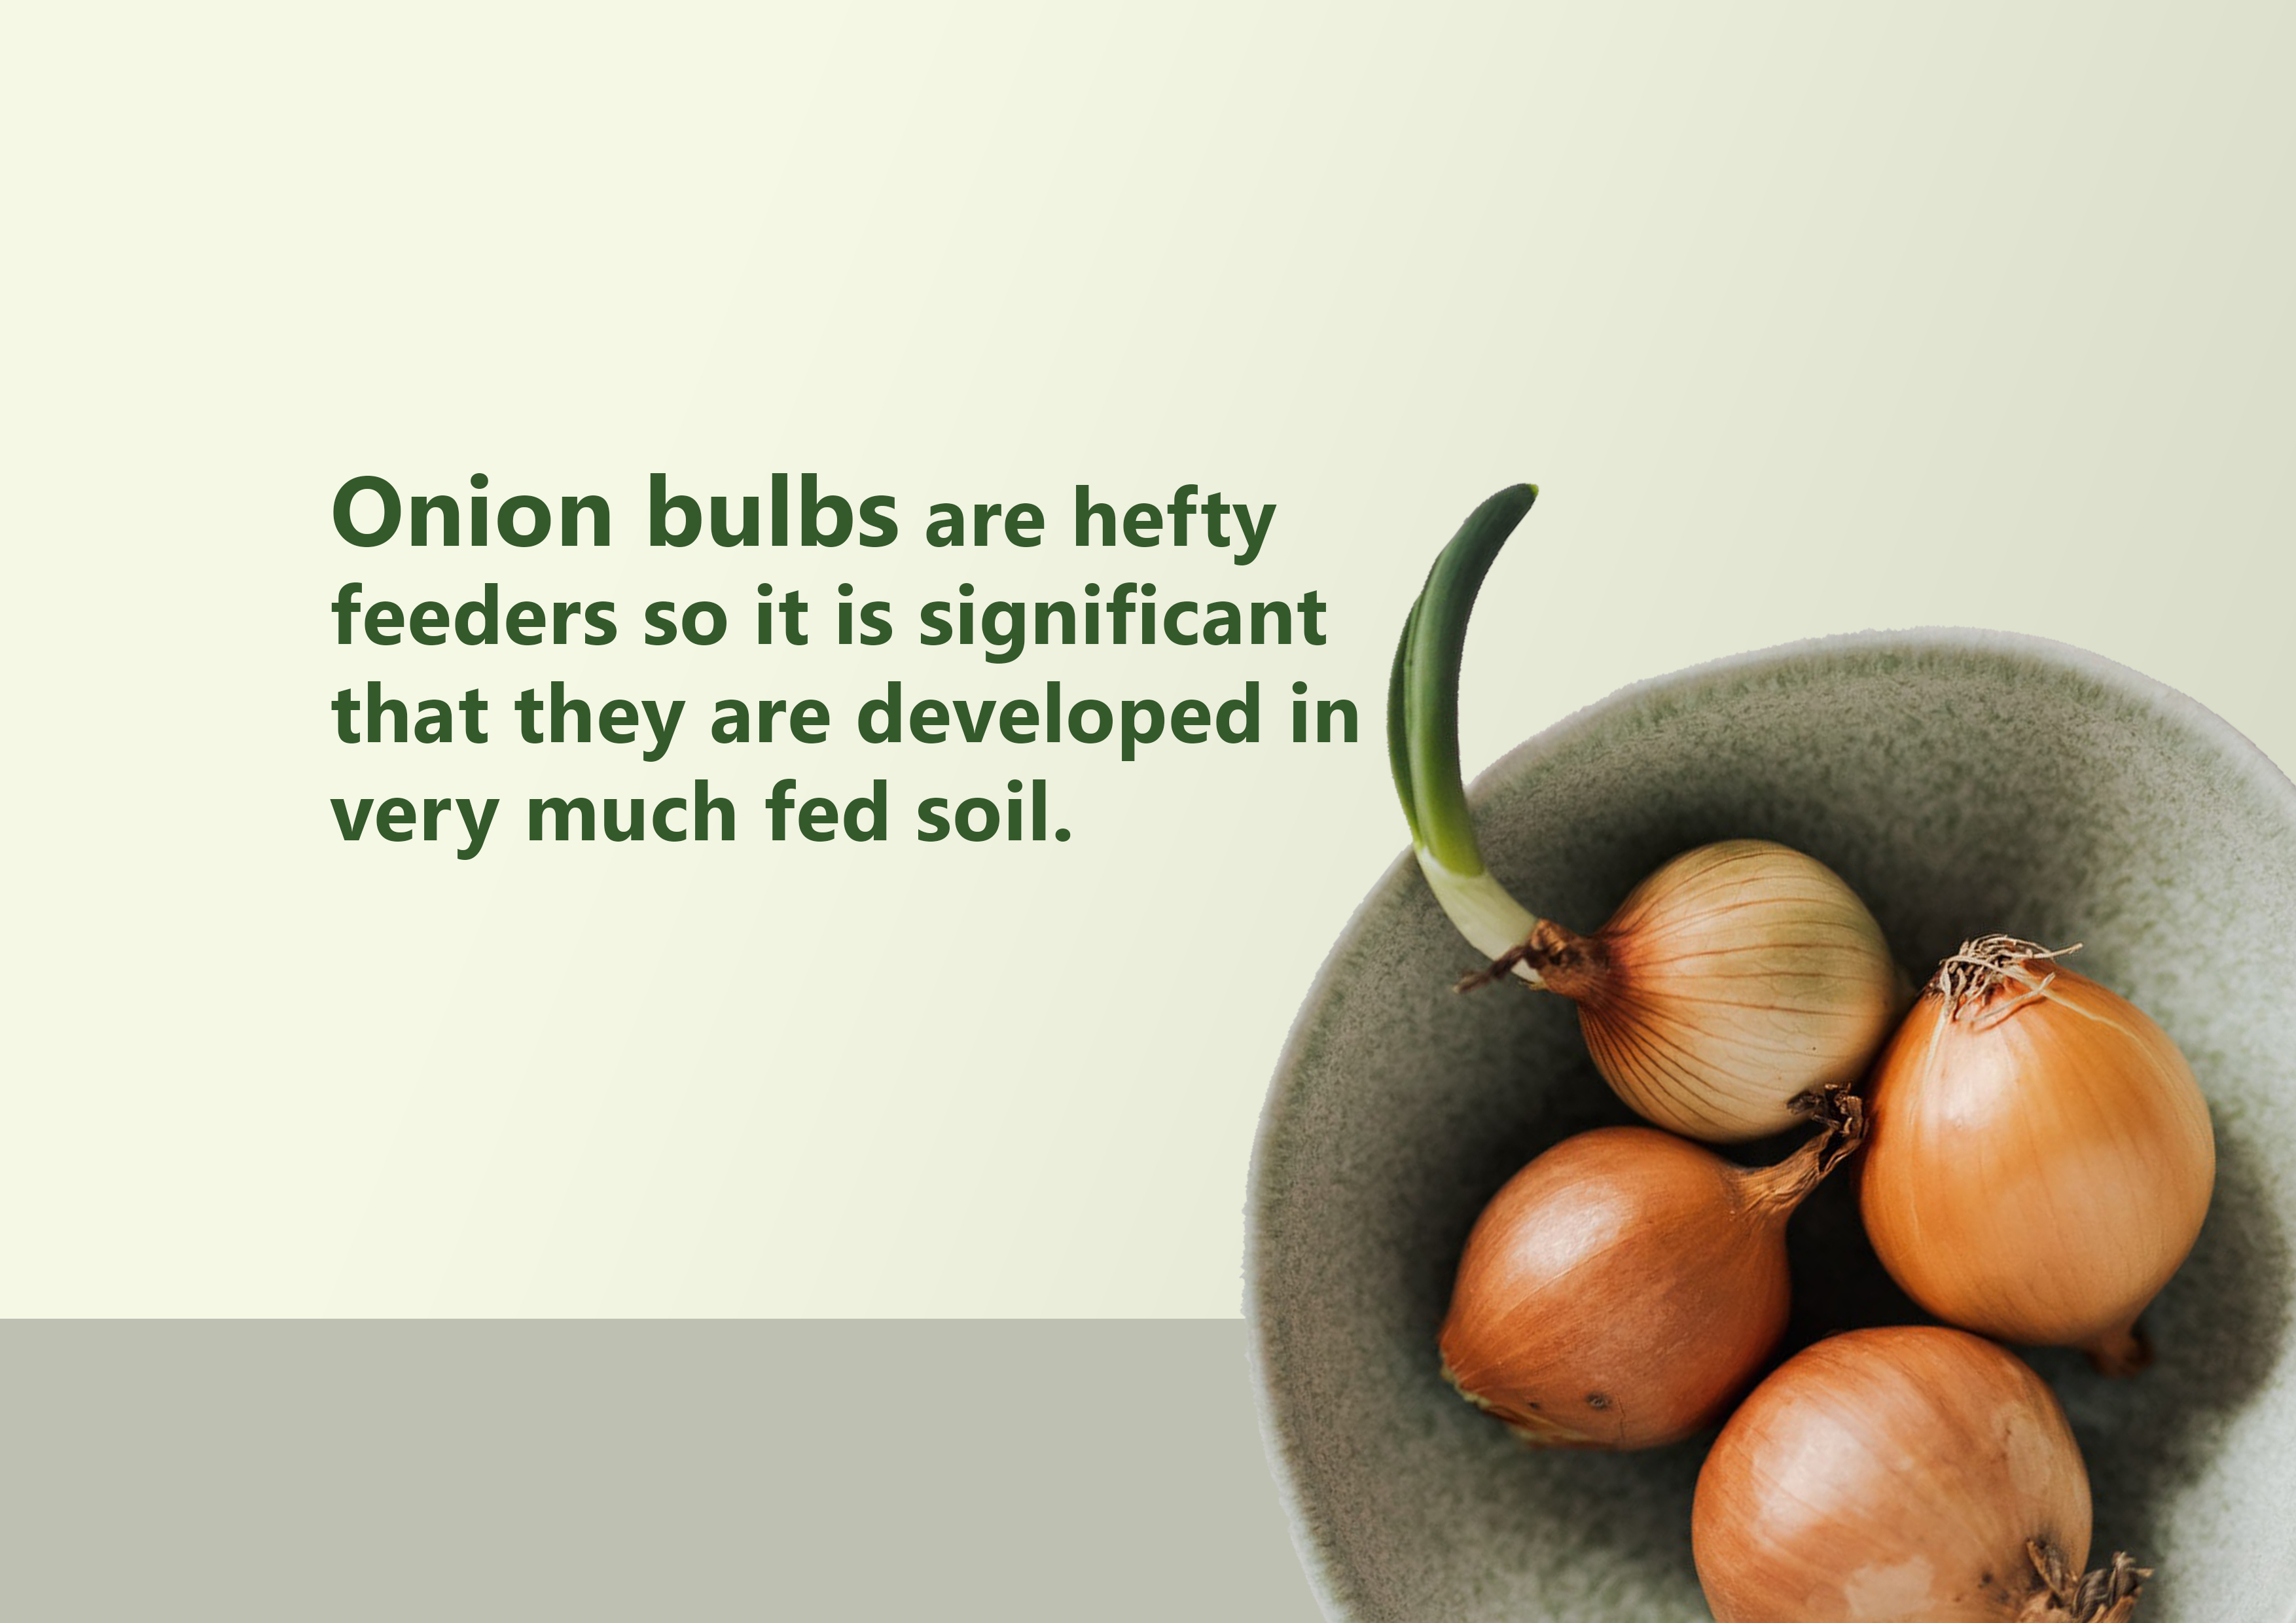 Onion bulbs are hefty
feeders so it is significant
that they are developed in
very much fed soil.